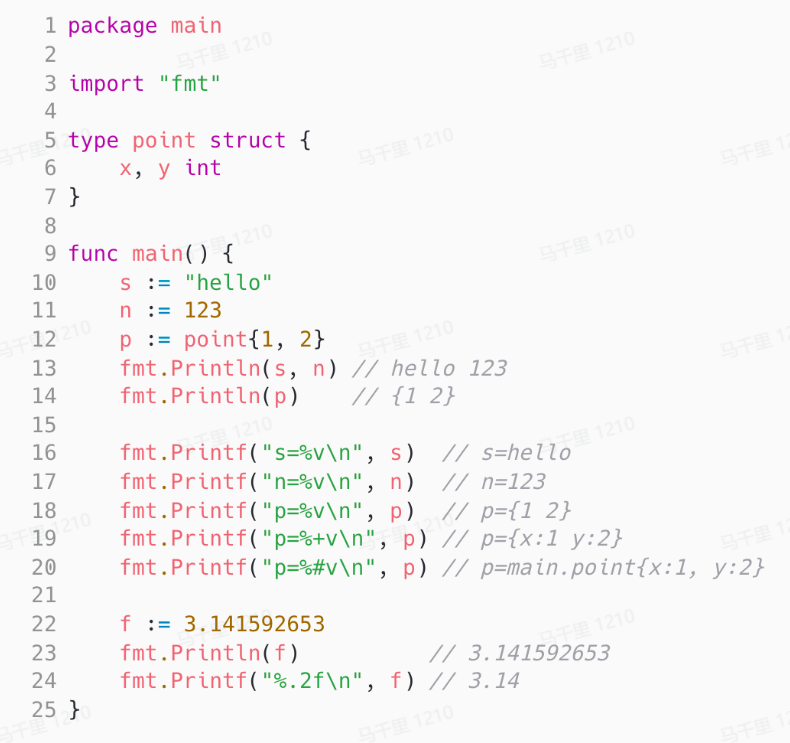 1 package main
2
3 import "fmt"
4
5 type point struct {
6     x, y int
7 }
8
9 func main() {
10     s := "hello"
11     n := 123
12     p := point{1, 2}
13     fmt.Println(s, n) // hello 123
14     fmt.Println(p)    // {1 2}
15
16     fmt.Printf("s=%v\n", s)  // s=hello
17     fmt.Printf("n=%v\n", n)  // n=123
18     fmt.Printf("p=%v\n", p)  // p={1 2}
19     fmt.Printf("p=%+v\n", p) // p={x:1 y:2}
20     fmt.Printf("p=%#v\n", p) // p=main.point{x:1, y:2}
21
22     f := 3.141592653
23     fmt.Println(f)          // 3.141592653
24     fmt.Printf("%.2f\n", f) // 3.14
25 }
马千里 1210